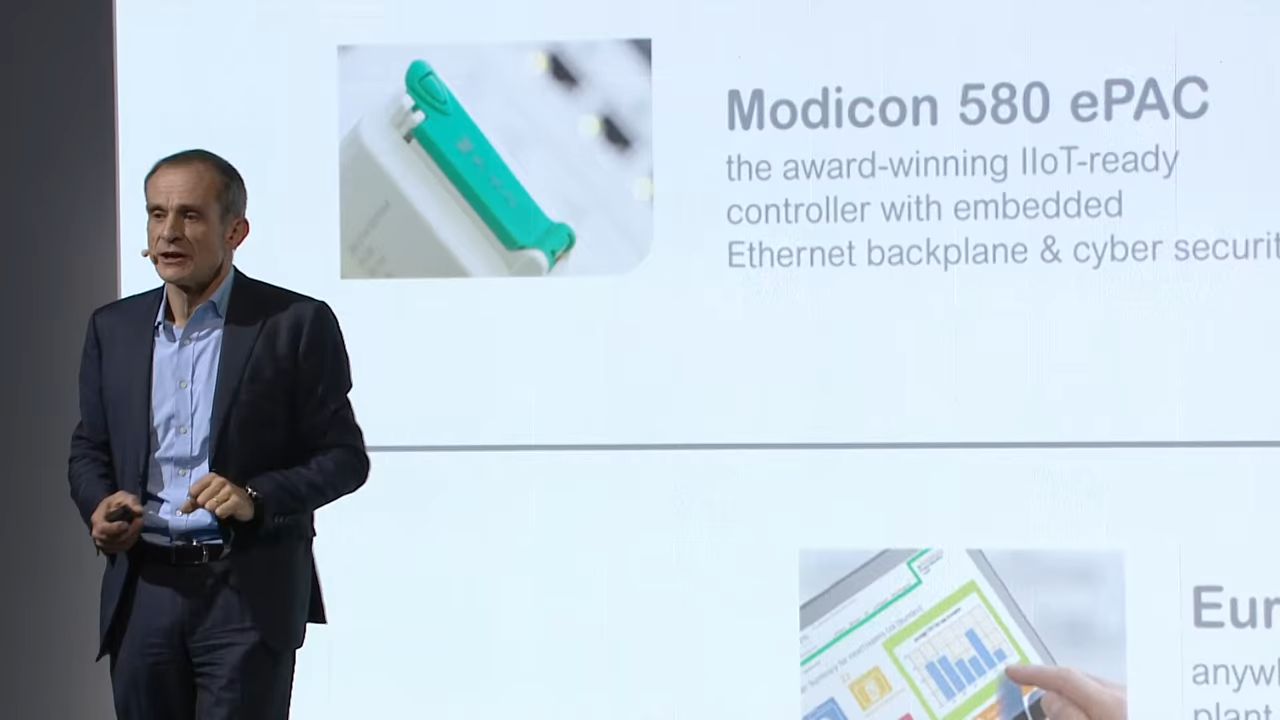 Modicon 580 ePAC
the award-winning IIoT-ready
controller with embedded
Ethernet backplane & cyber securit
Eur
anywh
plant